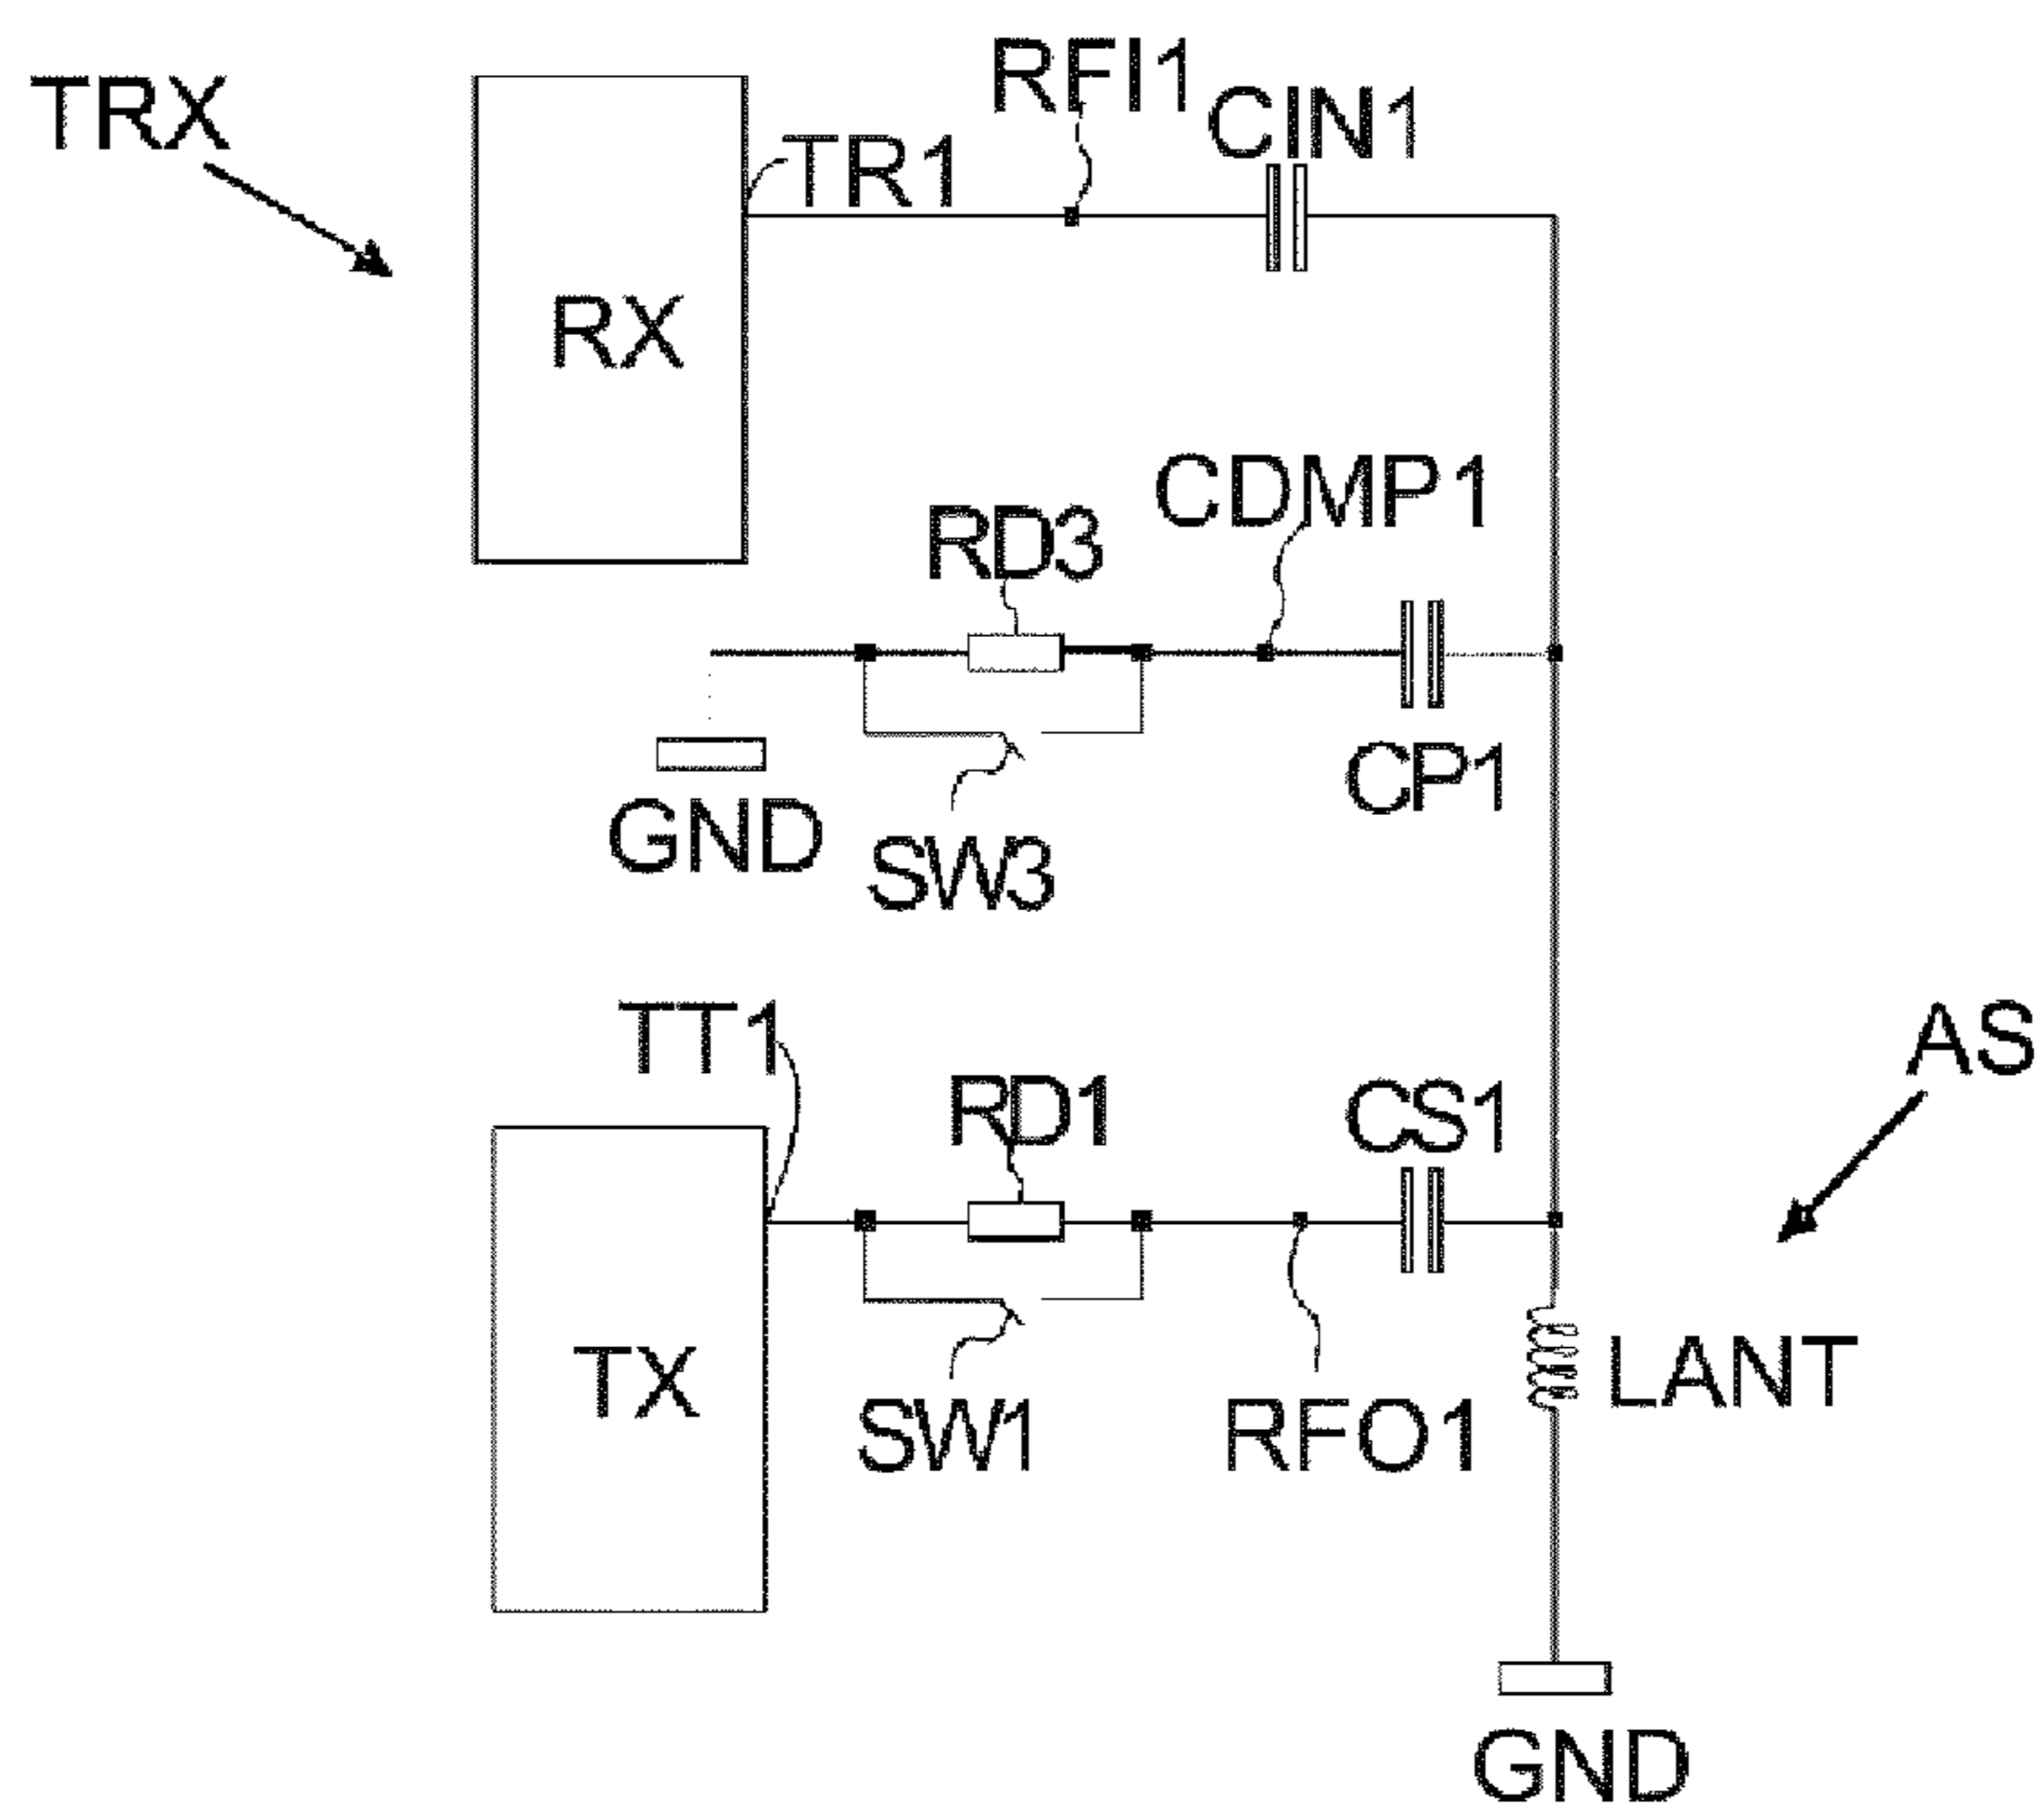 RFI1
TRX
CIN1
TR1
RX
CDMP1
RD3
CP1
GND
SW3
TT1
AS
RD1
CS1
TX
LANT
SW1
RFO1
GND